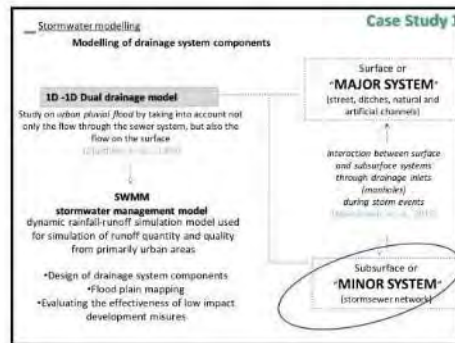 Stormwater modelling
Case Study 1
Modelling of drainage system components
1D -1D Dual drainage model
Study on urban pluvial flood by taking into account not
only the flow through the sewer system, but also the
flow on the surface
SWMM
stormwater management model
dynamic rainfall-runoff simulation model used
for simulation of runoff quantity and quality
from primarily urban areas
•Design of drainage system components
•Flood plain mapping
•Evaluating the effectiveness of low impact
development misures
Surface or
"MAJOR SYSTEM"
(street, ditches, natural and
artificial channels)
interaction between surface
and subsurface systems
through drainage inlets
(manholes)
during storm events
Subsurface or
"MINOR SYSTEM"
(stormsewer network)